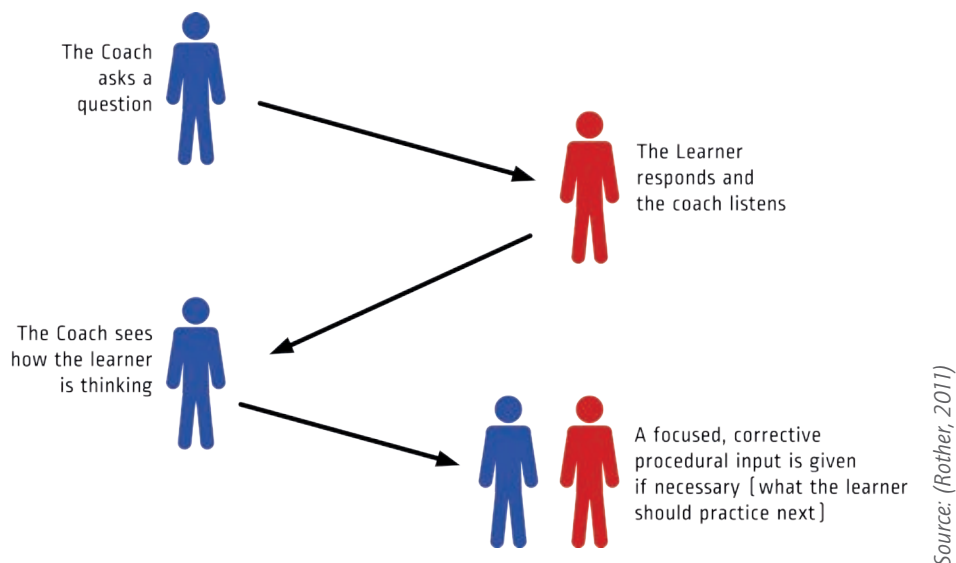 The Coach
asks a
question
The Learner
responds and
the coach listens
The Coach sees
how the learner
is thinking
A focused, corrective
procedural input is given
if necessary [what the learner
should practice next]
Source: (Rother, 2011)